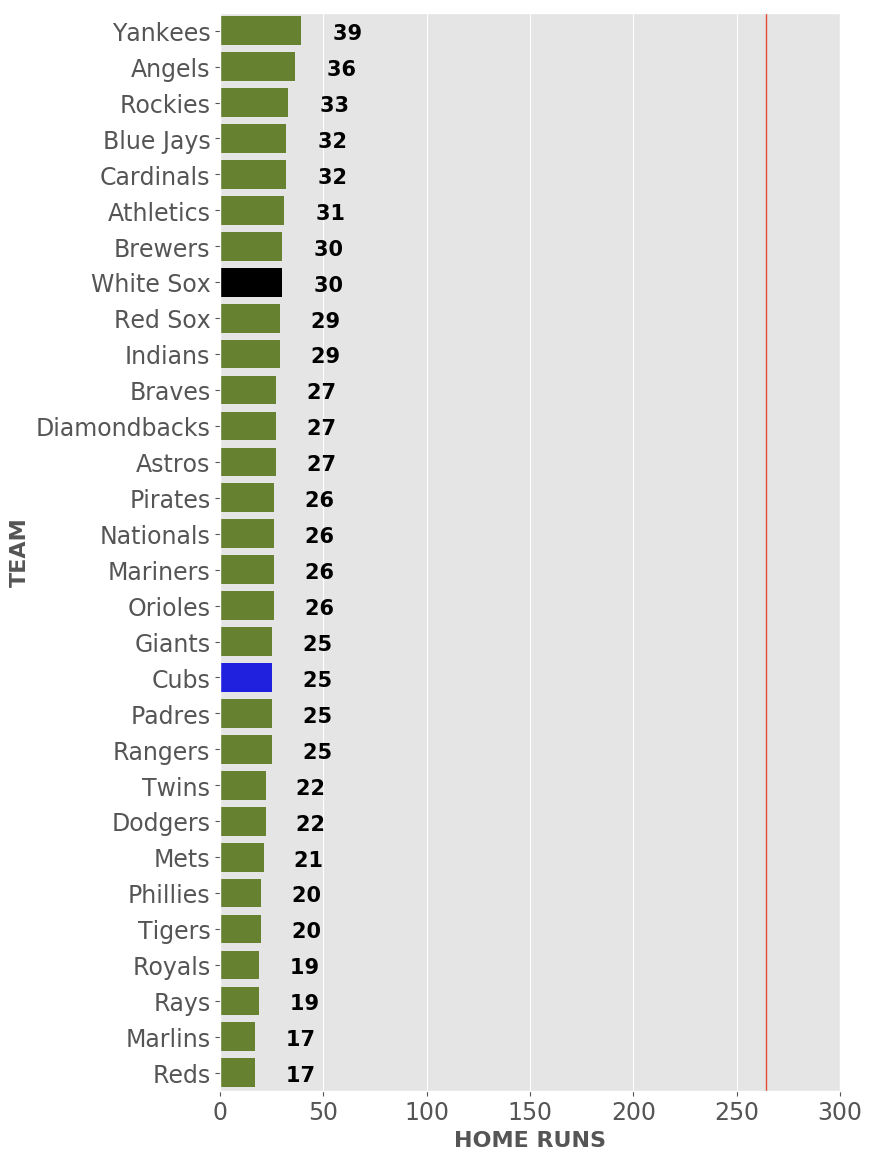 Yankees 39
Angels 36
Rockies 33
Blue Jays 32
Cardinals 32
Athletics 31
Brewers 30
White Sox 30
Red Sox 29
Indians 29
Braves 27
Diamondbacks 27
Astros 27
Pirates 26
Nationals 26
Mariners 26
Orioles 26
Giants 25
Cubs 25
Padres 25
Rangers 25
Twins 22
Dodgers 22
Mets 21
Phillies 20
Tigers 20
Royals 19
Rays 19
Marlins 17
Reds 17
TEAM
0 50 100 150 200 250 300
HOME RUNS